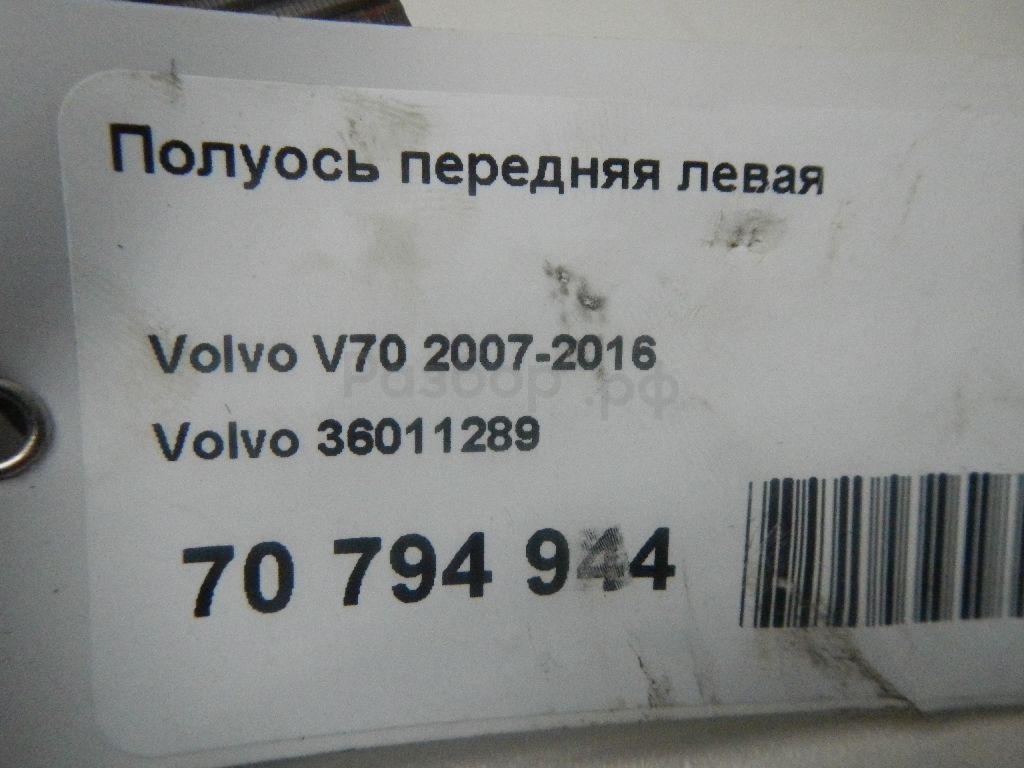 Полуось передняя левая
Volvo V70 2007-2016
Разбор.рф
Volvo 36011289
70 794 944